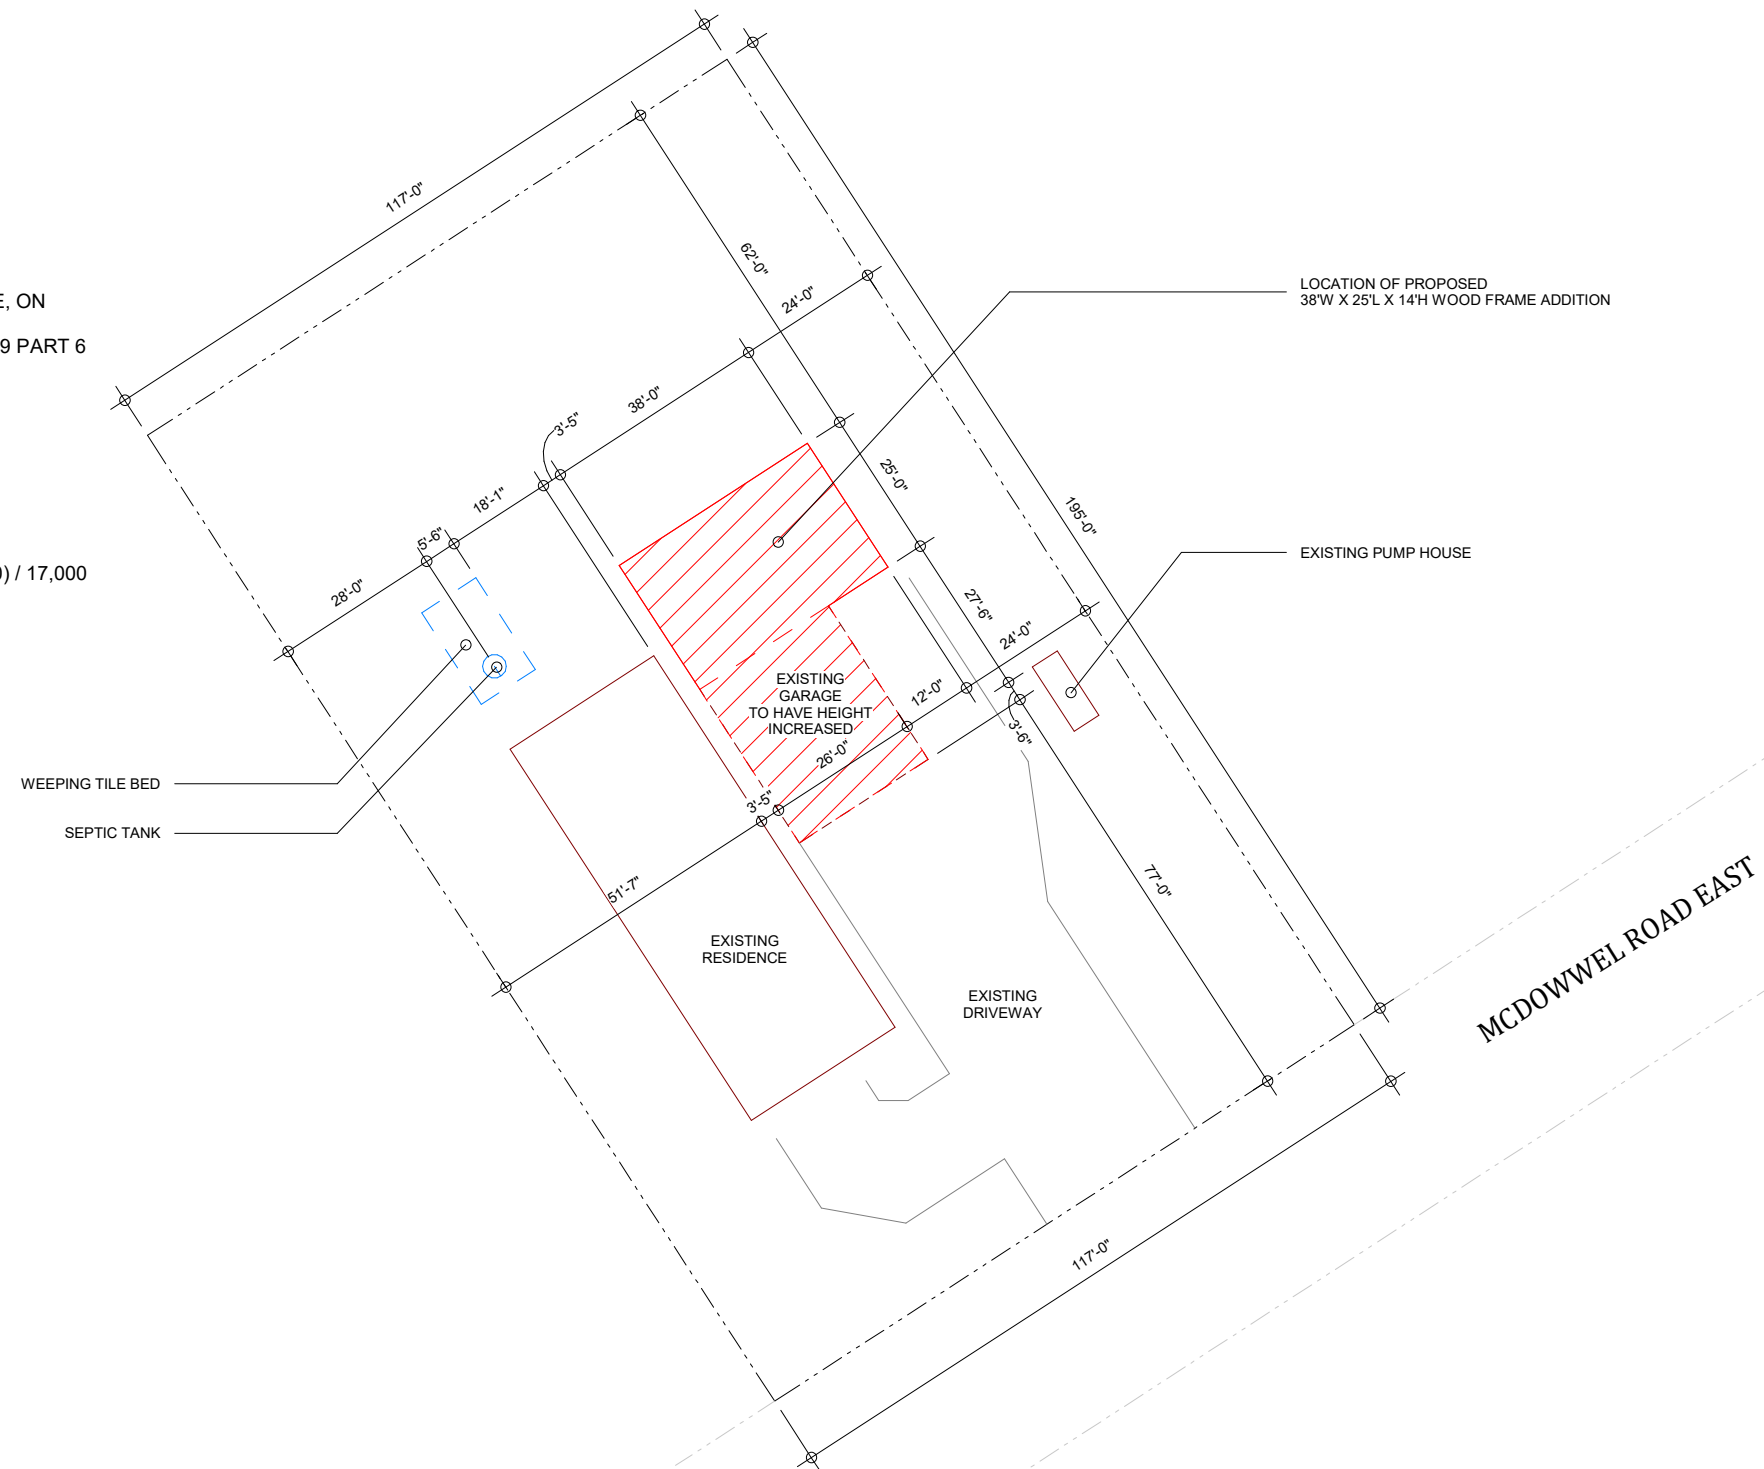 117'-0"
62'-0"
24'-0"
LOCATION OF PROPOSED
38'W X 25'L X 14'H WOOD FRAME ADDITION
E, ON
9 PART 6
38'-0"
3'-5"
25'-0"
18'-1"
195'-0"
5'-6"
EXISTING PUMP HOUSE
) / 17,000
28'-0"
27'-6"
24'-0"
EXISTING
GARAGE
TO HAVE HEIGHT
INCREASED
12'-0"
3'-6"
26'-0"
WEEPING TILE BED
3'-5"
SEPTIC TANK
51'-7"
77'-0"
EXISTING
RESIDENCE
EXISTING
DRIVEWAY
MCDOWWEL ROAD EAST
117'-0"